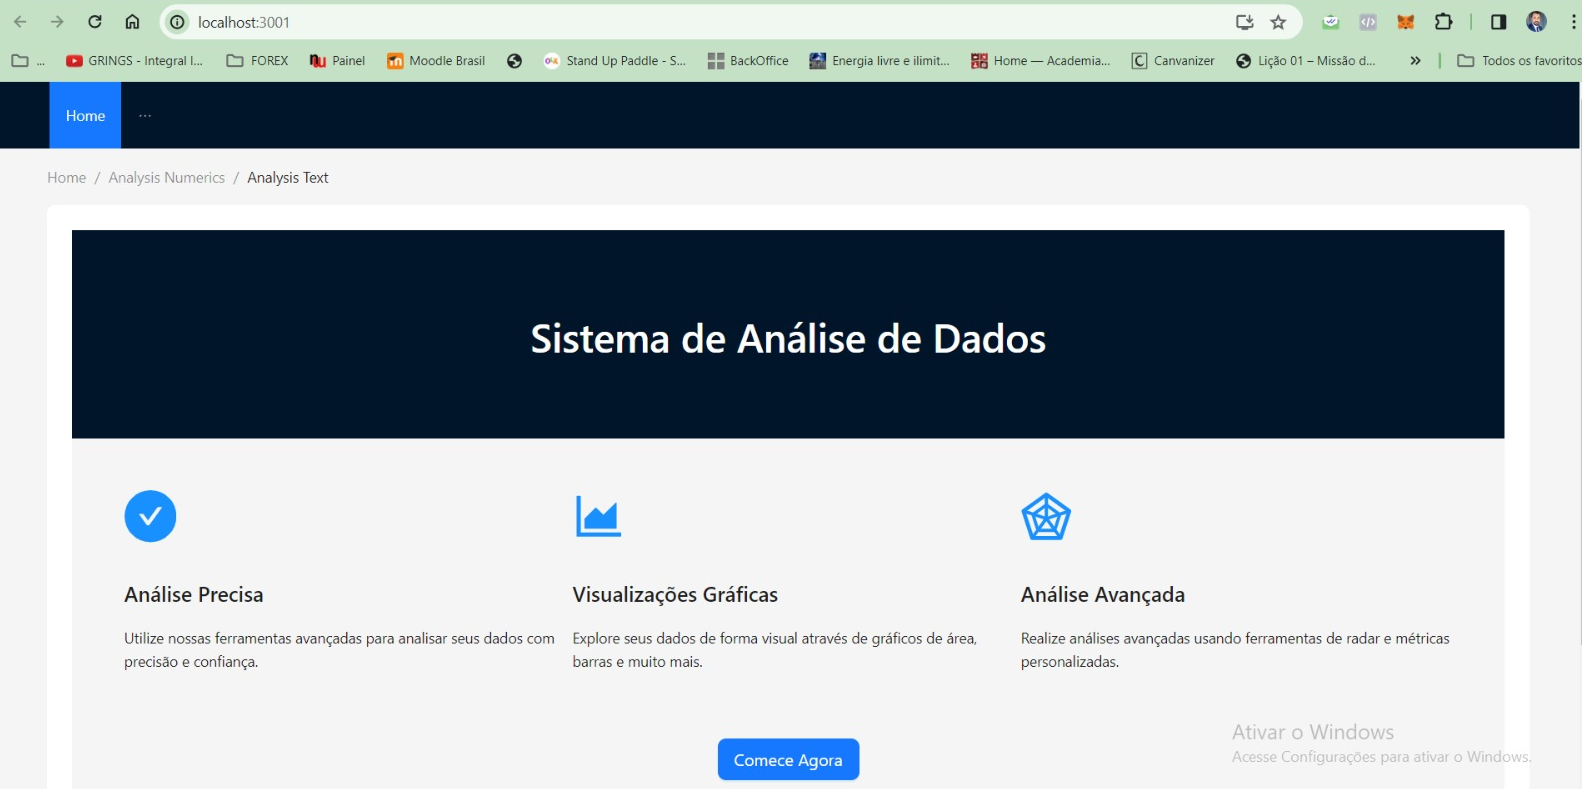 localhost:3001
... GRINGS - Integral I... FOREX Painel Moodle Brasil Stand Up Paddle - S... BackOffice Energia livre e ilimit... Home — Academia... Canvanizer Lição 01 – Missão d... » Todos os favoritos
Home ...
Home / Analysis Numerics / Analysis Text
Sistema de Análise de Dados
Análise Precisa
Utilize nossas ferramentas avançadas para analisar seus dados com
precisão e confiança.
Visualizações Gráficas
Explore seus dados de forma visual através de gráficos de área,
barras e muito mais.
Análise Avançada
Realize análises avançadas usando ferramentas de radar e métricas
personalizadas.
Comece Agora
Ativar o Windows
Acesse Configurações para ativar o Windows.